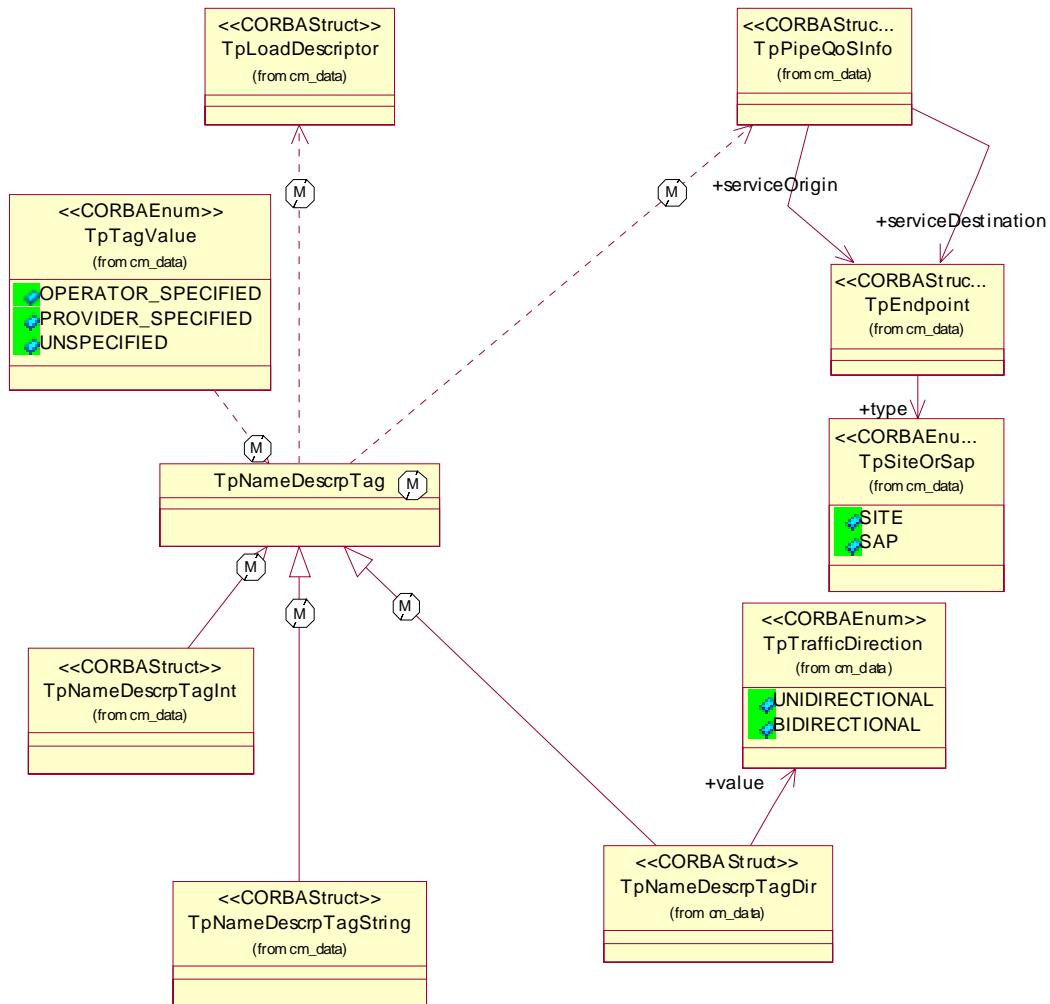 <<CORBAStruct>>
TpLoadDescriptor
(from cm_data)
<<CORBAStruc...
TpPipeQoSInfo
(from cm_data)
M
M
+serviceOrigin
+serviceDestination
<<CORBAEnum>>
TpTagValue
(from cm_data)
OPERATOR_SPECIFIED
PROVIDER_SPECIFIED
UNSPECIFIED
<<CORBAStruc...
TpEndpoint
(from cm_data)
+type
<<CORBAEnu...
TpSiteOrSap
(from cm_data)
SITE
SAP
M
TpNameDescrpTag
M
M
M
M
<<CORBAEnum>>
TpTrafficDirection
(from cm_data)
UNIDIRECTIONAL
BIDIRECTIONAL
<<CORBAStruct>>
TpNameDescrpTagInt
(from cm_data)
+value
<<CORBAStruct>>
TpNameDescrpTagDir
(from cm_data)
<<CORBAStruct>>
TpNameDescrpTagString
(from cm_data)